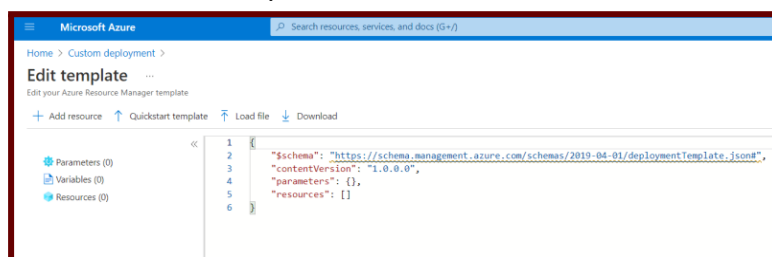 Microsoft Azure
Search resources, services, and docs (G+/)
Home > Custom deployment >
Edit template ...
Edit your Azure Resource Manager template
+ Add resource ↑ Quickstart template ↑ Load file ↓ Download
«
Parameters (0)
Variables (0)
Resources (0)
1 {
2 "$schema": "https://schema.management.azure.com/schemas/2019-04-01/deploymentTemplate.json#",
3 "contentVersion": "1.0.0.0",
4 "parameters": {},
5 "resources": []
6 }